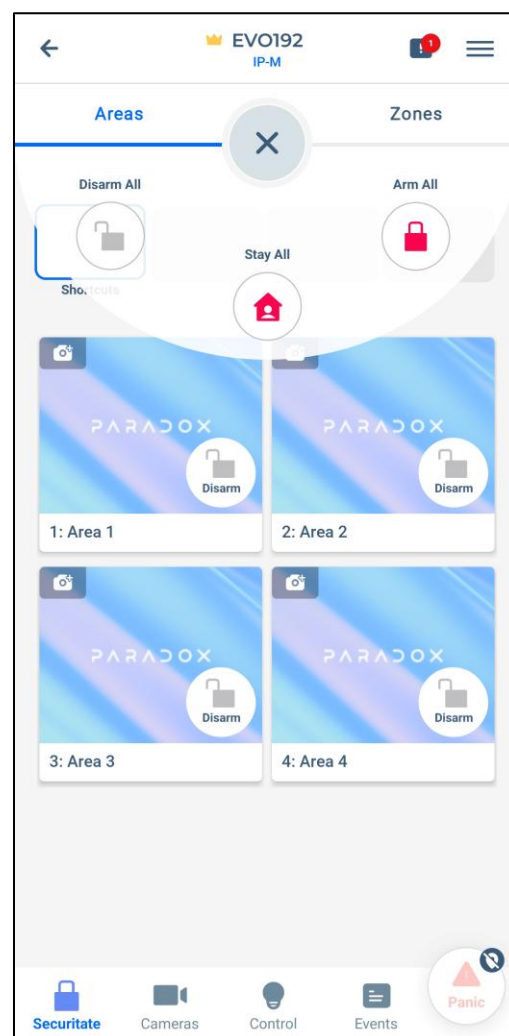 EVO192
IP-M
1
Areas
Zones
Disarm All
Arm All
Stay All
Shortcuts
PARADOX
Disarm
1: Area 1
PARADOX
Disarm
2: Area 2
PARADOX
Disarm
3: Area 3
PARADOX
Disarm
4: Area 4
Securitate
Cameras
Control
Events
Panic